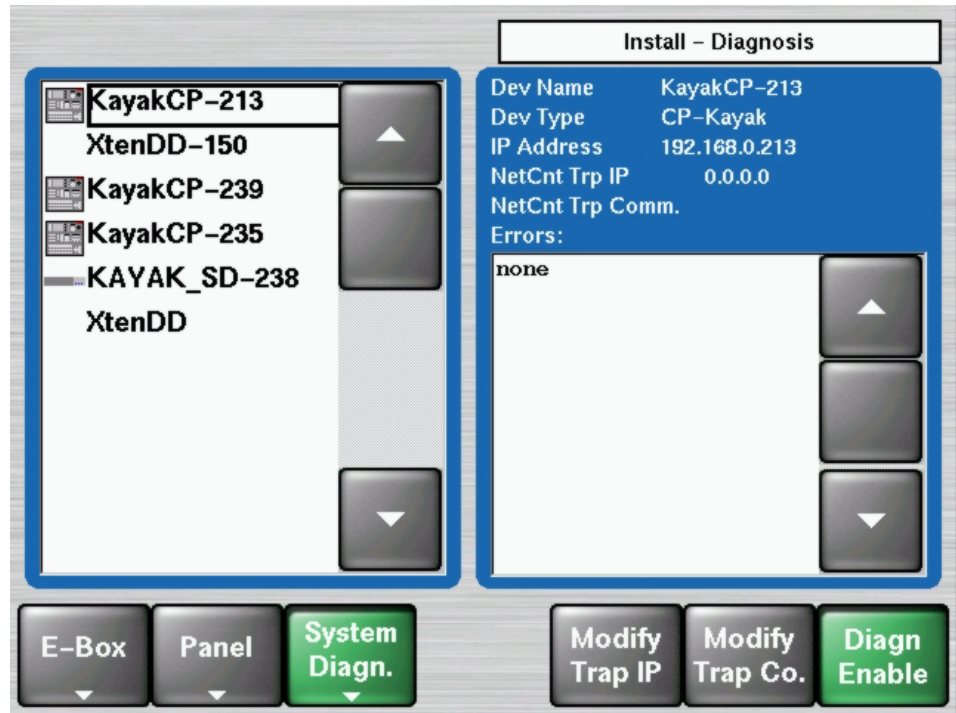 Install – Diagnosis
KayakCP–213
XtenDD–150
KayakCP–239
KayakCP–235
KAYAK_SD–238
XtenDD
Dev Name KayakCP–213
Dev Type CP–Kayak
IP Address 192.168.0.213
NetCnt Trp IP 0.0.0.0
NetCnt Trp Comm.
Errors:
none
E–Box
Panel
System
Diagn.
Modify
Trap IP
Modify
Trap Co.
Diagn
Enable